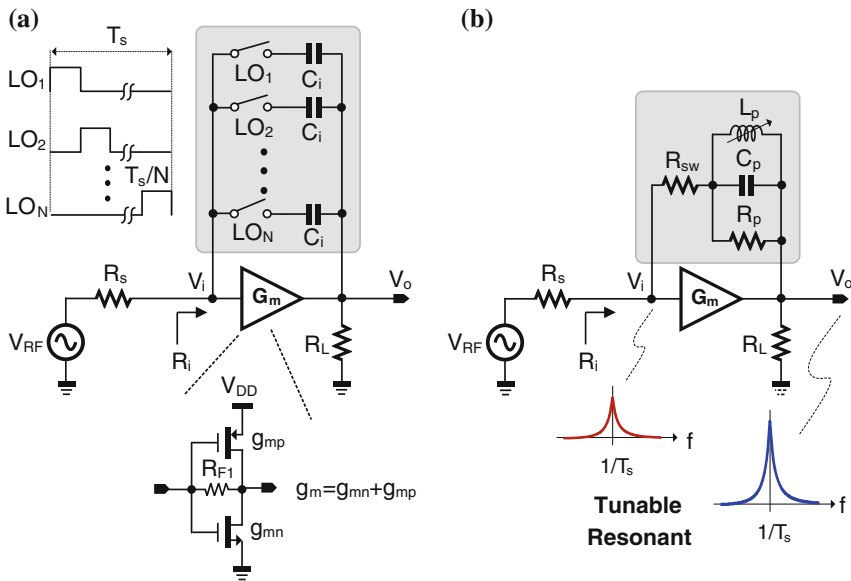 (a)
Ts
LO1
LO2
Ts/N
LON
LO1
Ci
LO2
Ci
LON
Ci
Rs
Vi
Gm
Vo
VRF
Ri
RL
VDD
gmp
RF1
gmn
gm=gmn+gmp
(b)
Lp
Rsw
Cp
Rp
Rs
Vi
Gm
Vo
VRF
Ri
RL
f
1/Ts
f
1/Ts
Tunable
Resonant